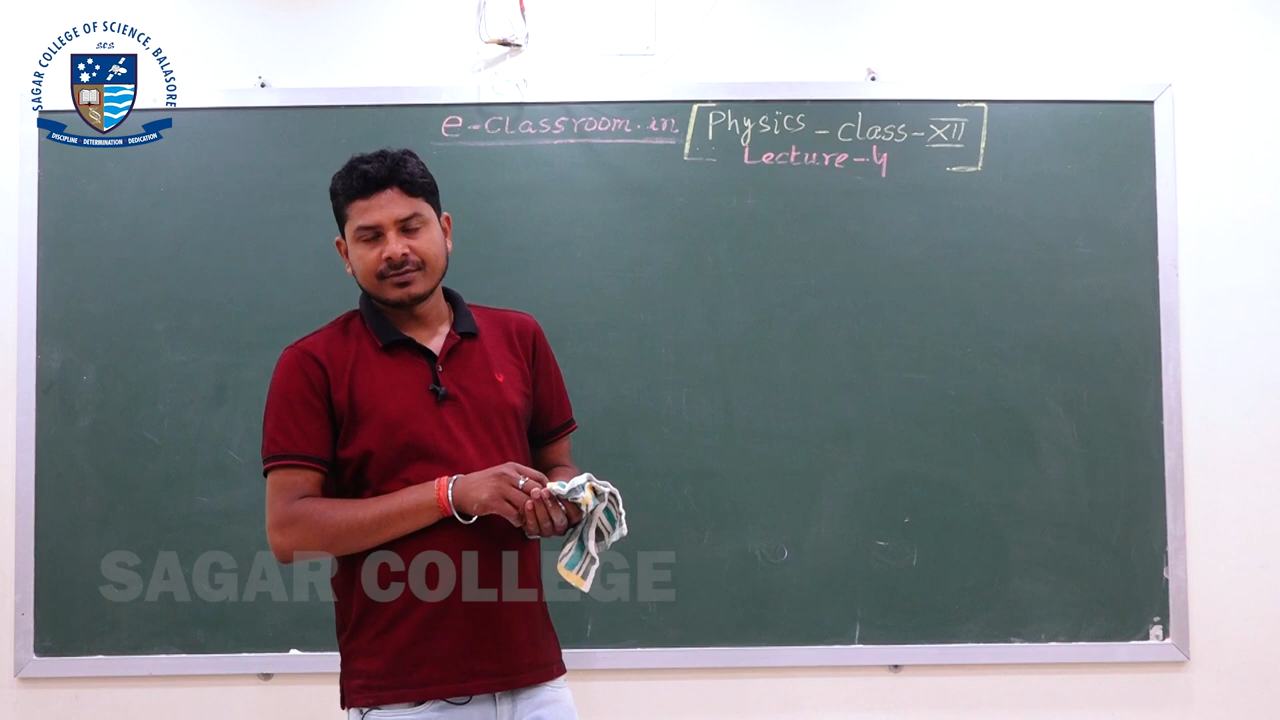 SAGAR COLLEGE OF SCIENCE, BALASORE
SCS
DISCIPLINE · DETERMINATION · DEDICATION
e-classroom.in [Physics - class - XII
Lecture-4]
SAGAR COLLEGE